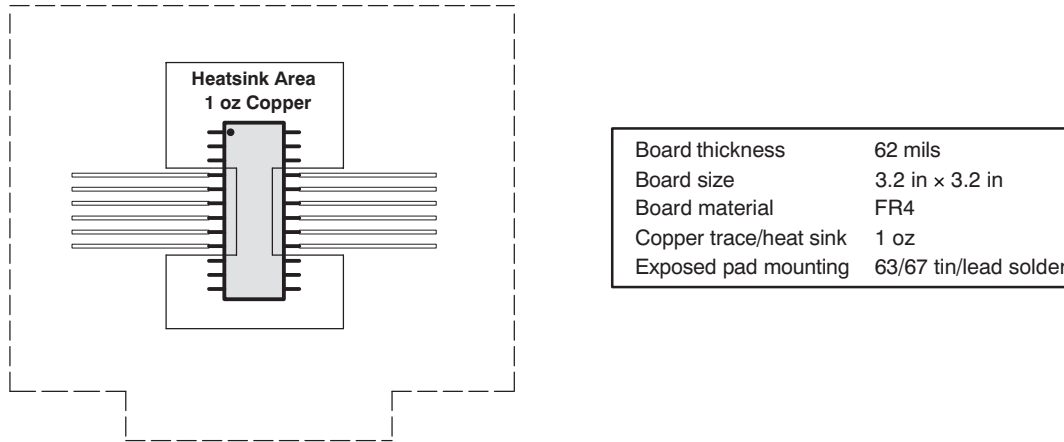 Heatsink Area
1 oz Copper
Board thickness 62 mils
Board size 3.2 in × 3.2 in
Board material FR4
Copper trace/heat sink 1 oz
Exposed pad mounting 63/67 tin/lead solder